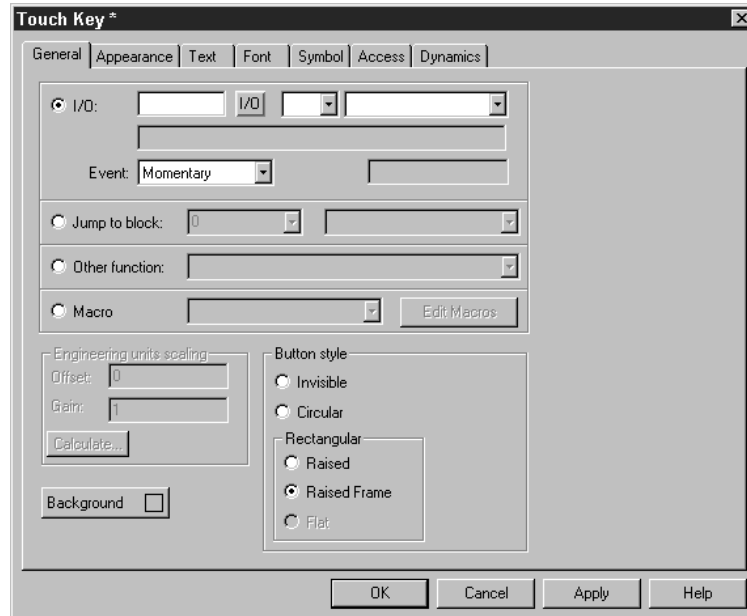 Touch Key *
General Appearance Text Font Symbol Access Dynamics
I/O: I/O
Event: Momentary
Jump to block: 0
Other function:
Macro Edit Macros
Engineering units scaling
Offset: 0
Gain: 1
Calculate...
Background
Button style
Invisible
Circular
Rectangular
Raised
Raised Frame
Flat
OK Cancel Apply Help